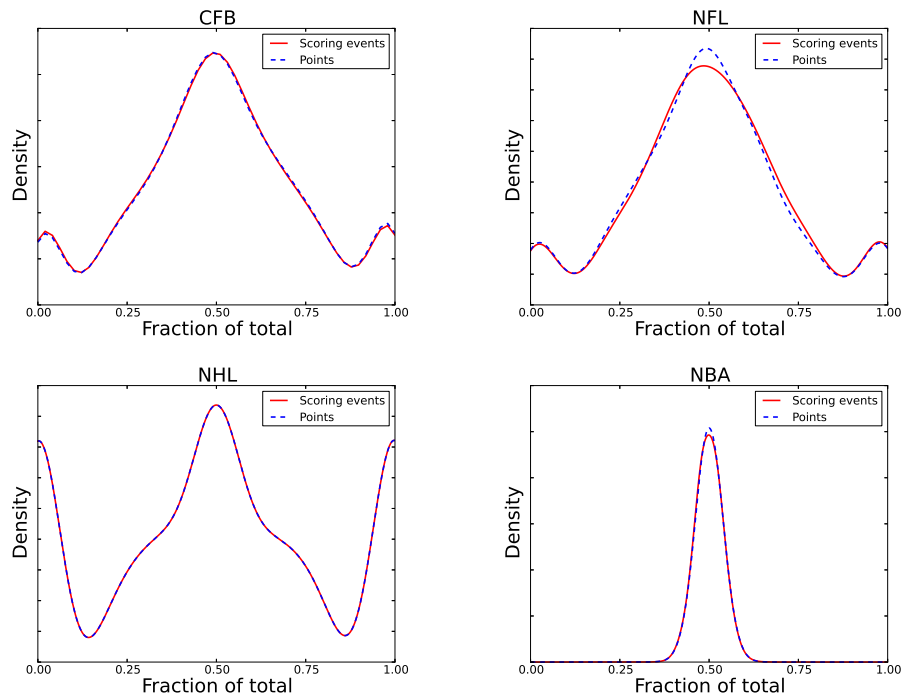 CFB
Scoring events
Points
Density
0.00 0.25 0.50 0.75 1.00
Fraction of total
NFL
Scoring events
Points
Density
0.00 0.25 0.50 0.75 1.00
Fraction of total
NHL
Scoring events
Points
Density
0.00 0.25 0.50 0.75 1.00
Fraction of total
NBA
Scoring events
Points
Density
0.00 0.25 0.50 0.75 1.00
Fraction of total